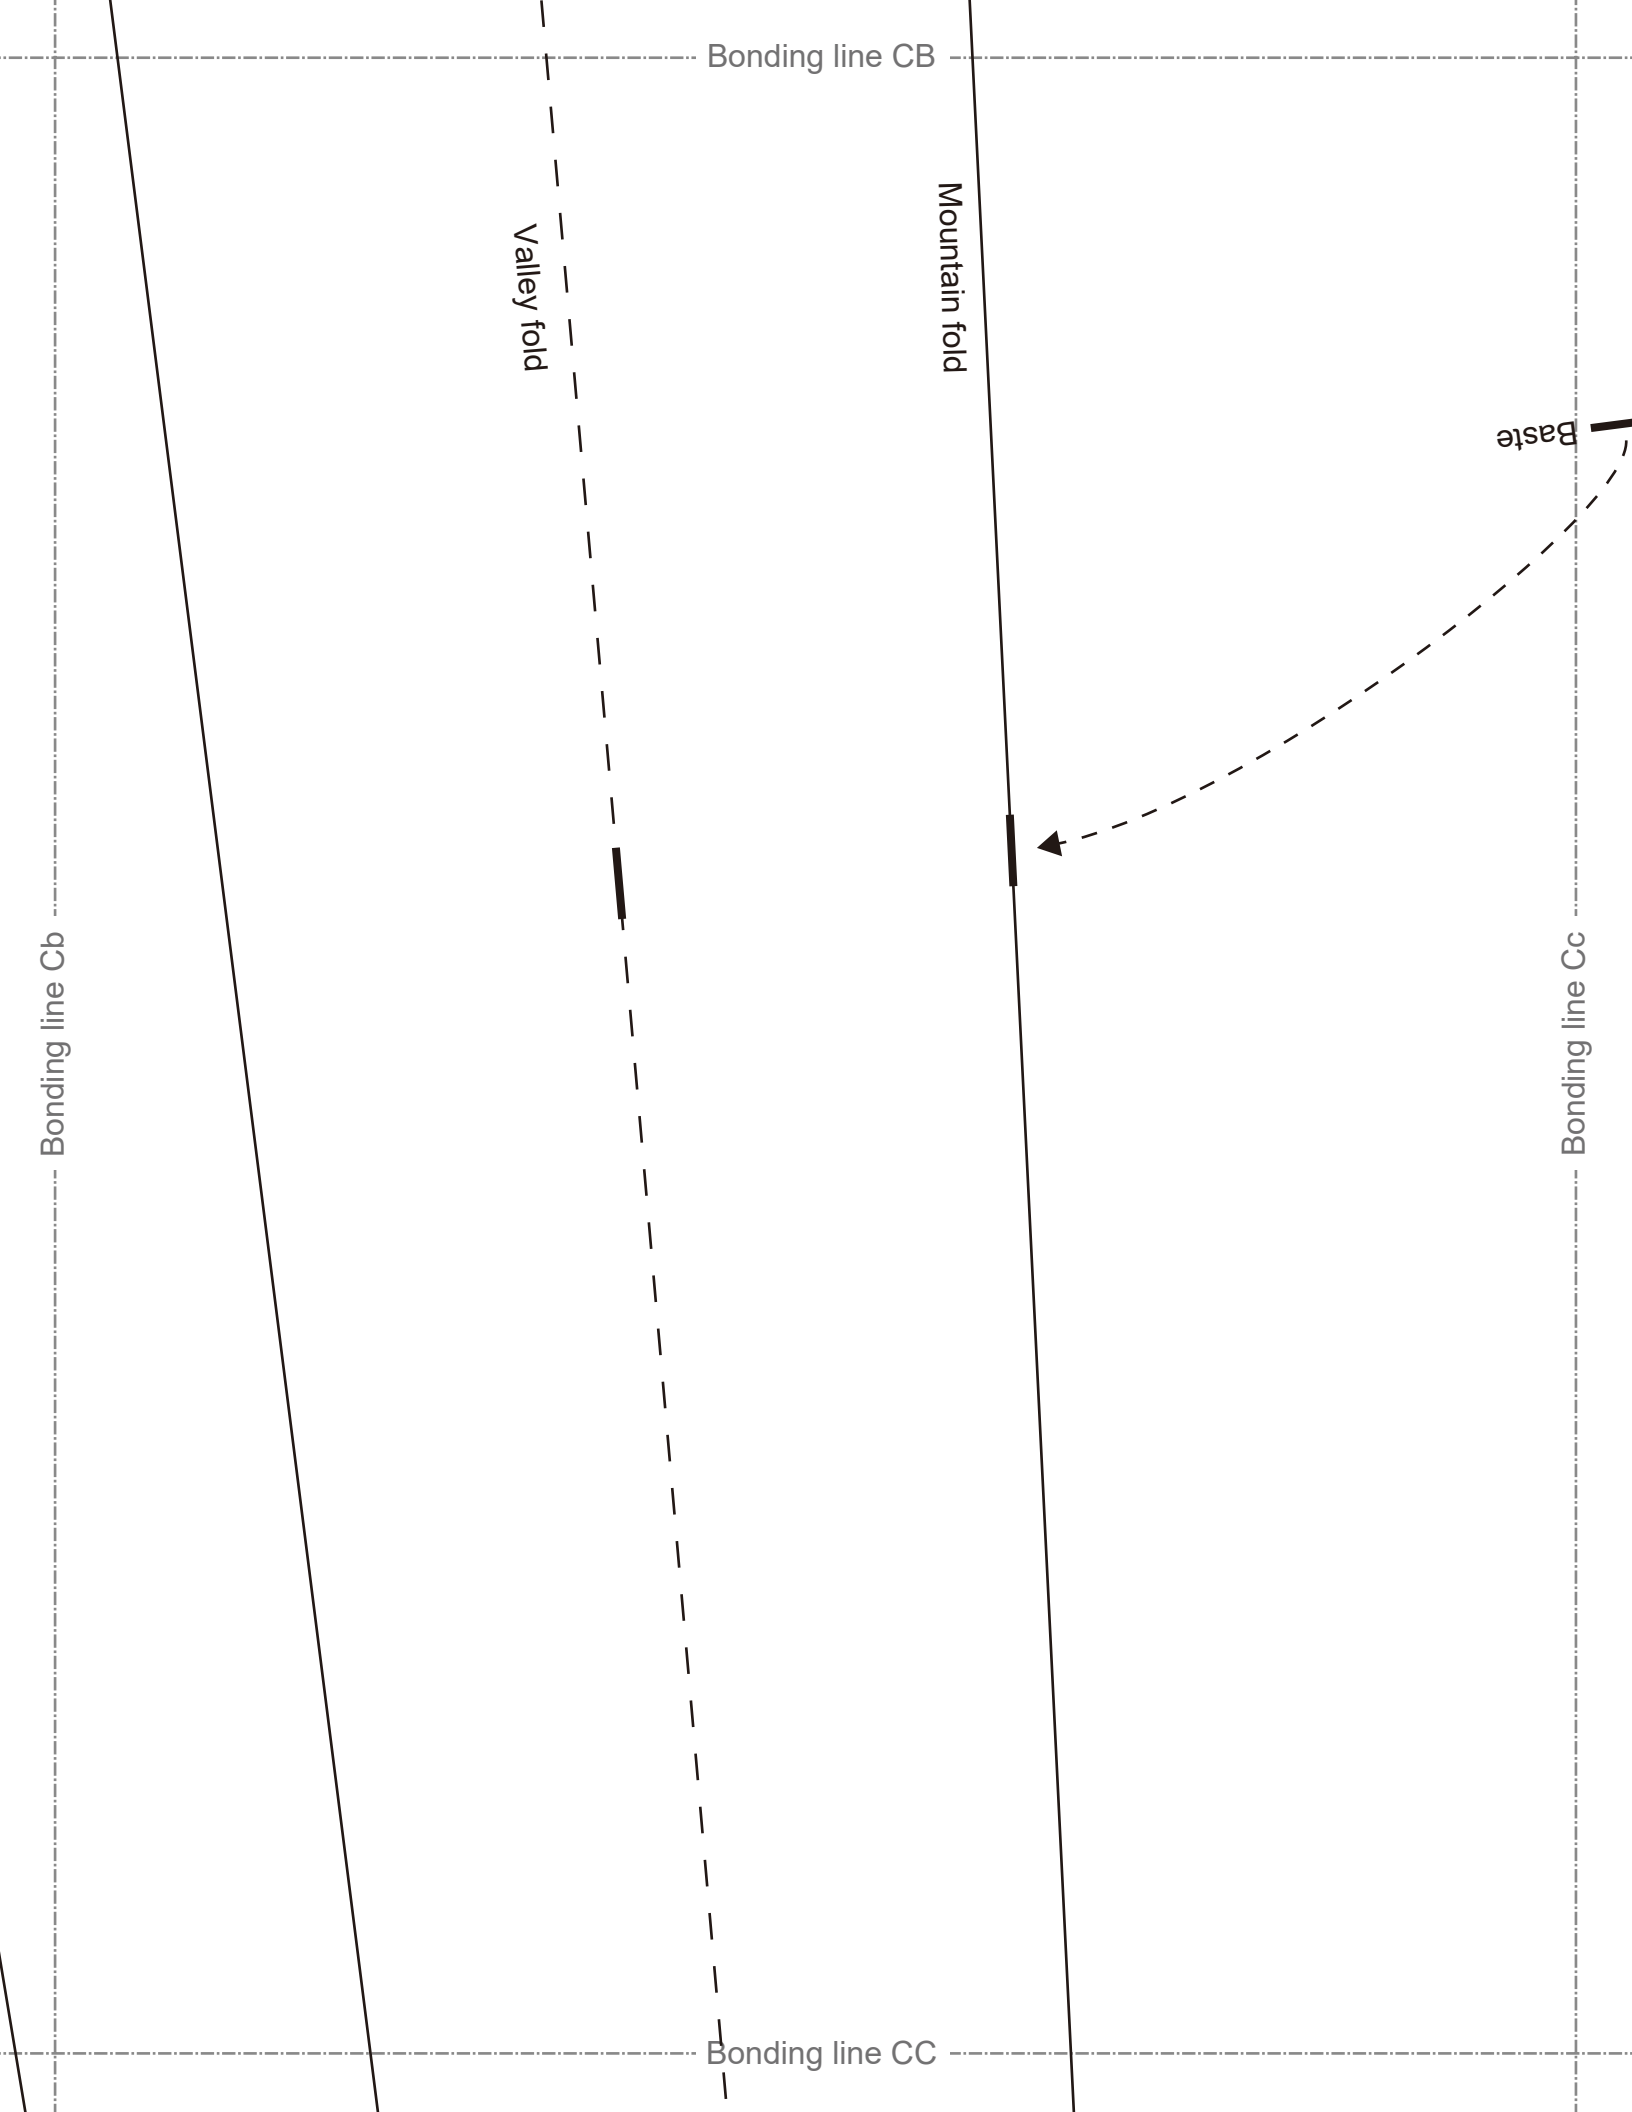 Bonding line CB
Mountain fold
Valley fold
Baste
Bonding line Cb
Bonding line Cc
Bonding line CC